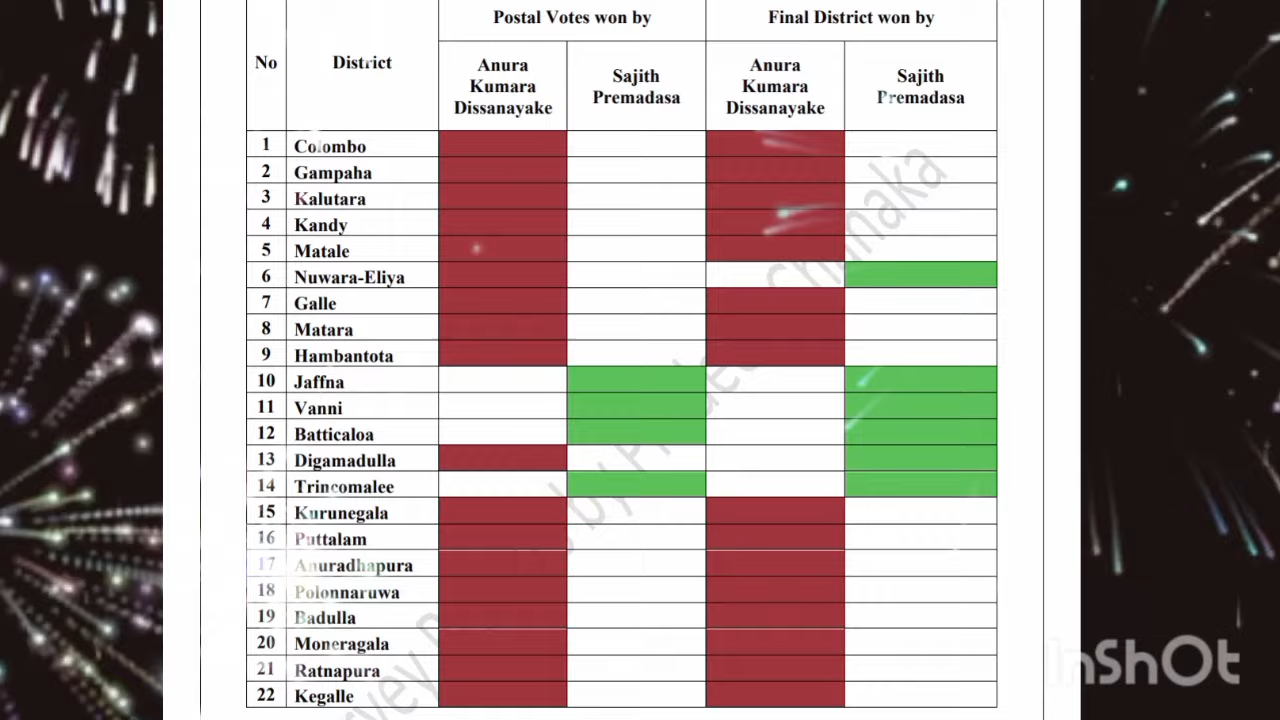 Postal Votes won by Final District won by
No District
Anura Kumara Dissanayake
Sajith Premadasa
Anura Kumara Dissanayake
Sajith Premadasa
1 Colombo
2 Gampaha
3 Kalutara
4 Kandy
5 Matale
6 Nuwara-Eliya
7 Galle
8 Matara
9 Hambantota
10 Jaffna
11 Vanni
12 Batticaloa
13 Digamadulla
14 Trincomalee
15 Kurunegala
16 Puttalam
17 Anuradhapura
18 Polonnaruwa
19 Badulla
20 Moneragala
21 Ratnapura
22 Kegalle
InShOt